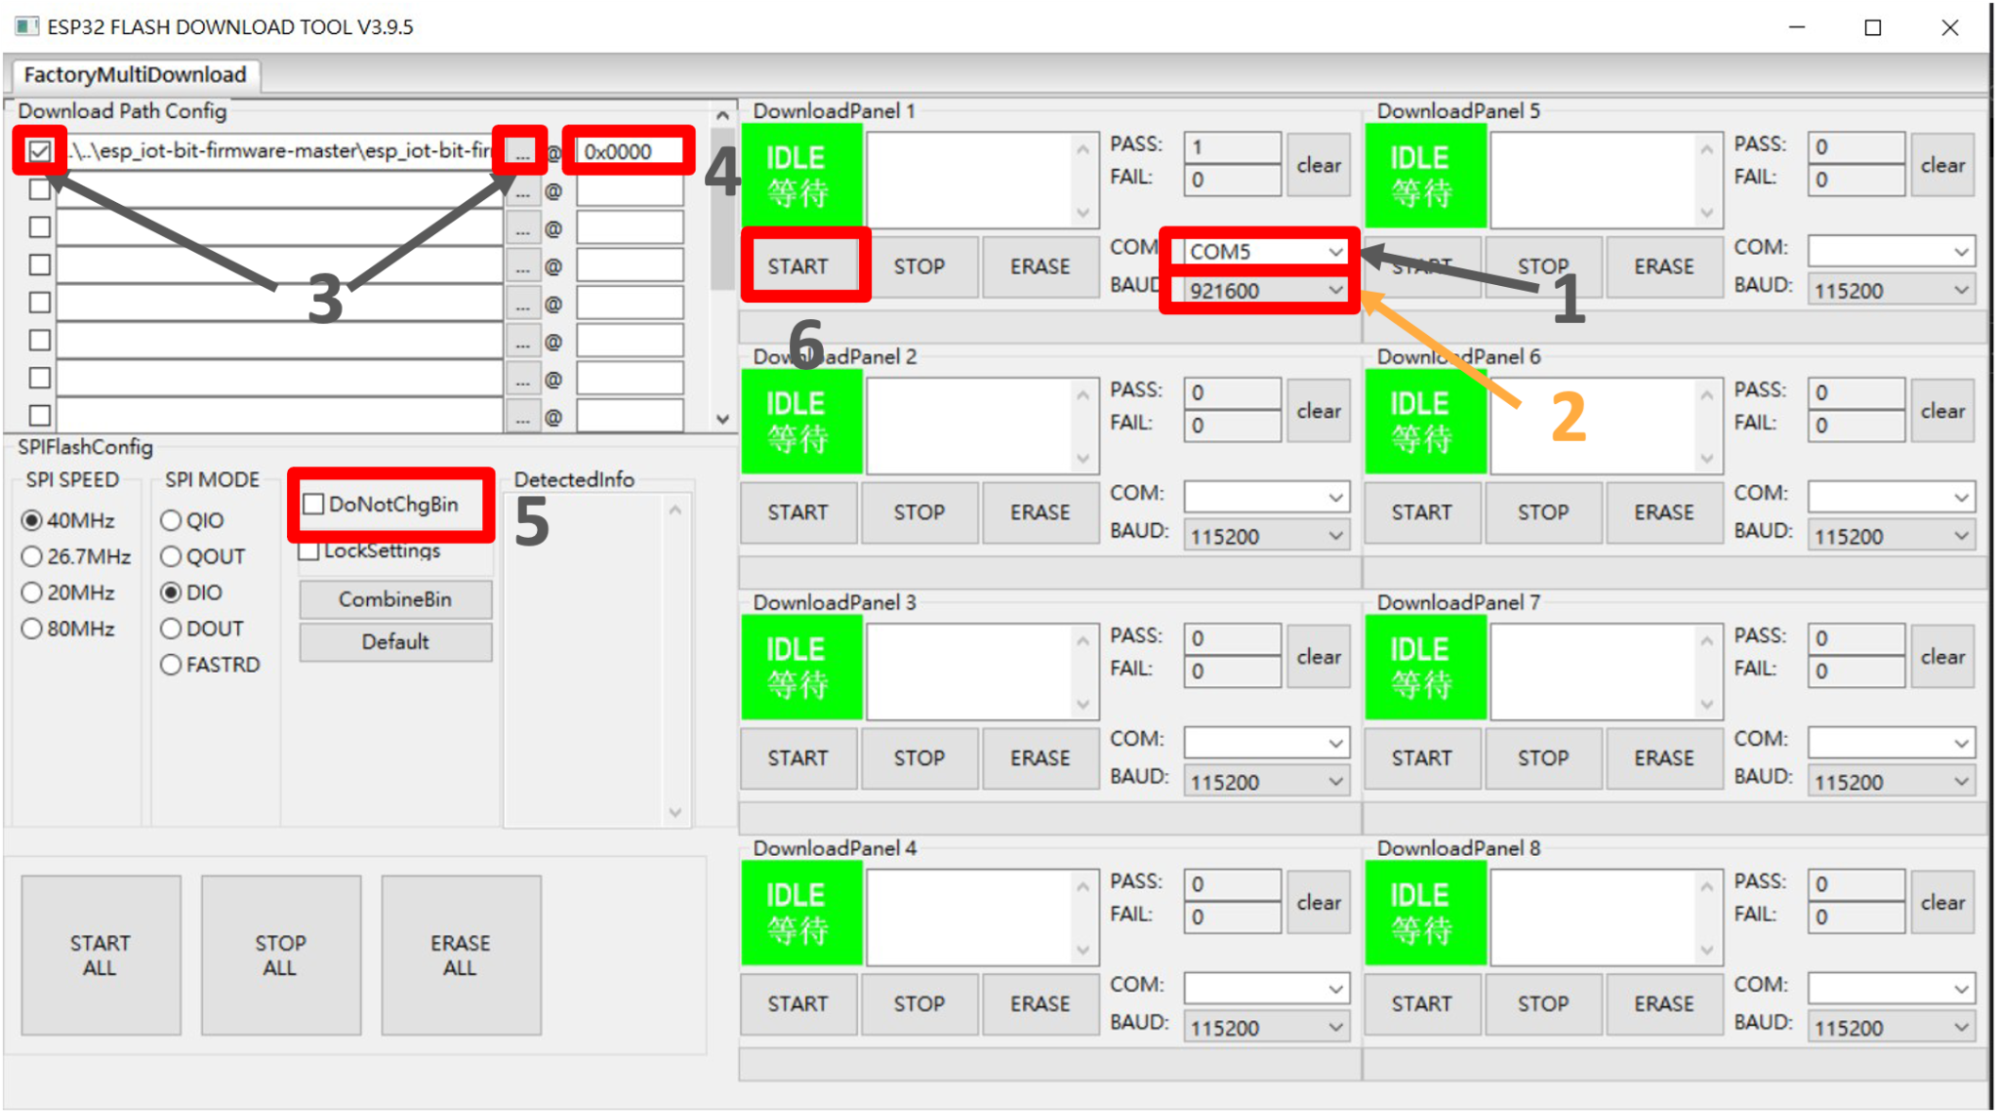 ESP32 FLASH DOWNLOAD TOOL V3.9.5
FactoryMultiDownload
Download Path Config
.\..\esp_iot-bit-firmware-master\esp_iot-bit-fir
...
@
0x0000
4
... @
... @
... @
... @
... @
... @
... @
3
SPIFlashConfig
SPI SPEED
40MHz
26.7MHz
20MHz
80MHz
SPI MODE
QIO
QOUT
DIO
DOUT
FASTRD
DoNotChgBin
5
LockSettings
CombineBin
Default
DetectedInfo
START ALL
STOP ALL
ERASE ALL
DownloadPanel 1
IDLE
等待
PASS: 1
FAIL: 0
clear
START
STOP
ERASE
COM
COM5
BAUD
921600
1
2
6
DownloadPanel 2
IDLE
等待
PASS: 0
FAIL: 0
clear
START
STOP
ERASE
COM:
BAUD: 115200
DownloadPanel 3
IDLE
等待
PASS: 0
FAIL: 0
clear
START
STOP
ERASE
COM:
BAUD: 115200
DownloadPanel 4
IDLE
等待
PASS: 0
FAIL: 0
clear
START
STOP
ERASE
COM:
BAUD: 115200
DownloadPanel 5
IDLE
等待
PASS: 0
FAIL: 0
clear
START
STOP
ERASE
COM:
BAUD: 115200
DownloadPanel 6
IDLE
等待
PASS: 0
FAIL: 0
clear
START
STOP
ERASE
COM:
BAUD: 115200
DownloadPanel 7
IDLE
等待
PASS: 0
FAIL: 0
clear
START
STOP
ERASE
COM:
BAUD: 115200
DownloadPanel 8
IDLE
等待
PASS: 0
FAIL: 0
clear
START
STOP
ERASE
COM:
BAUD: 115200